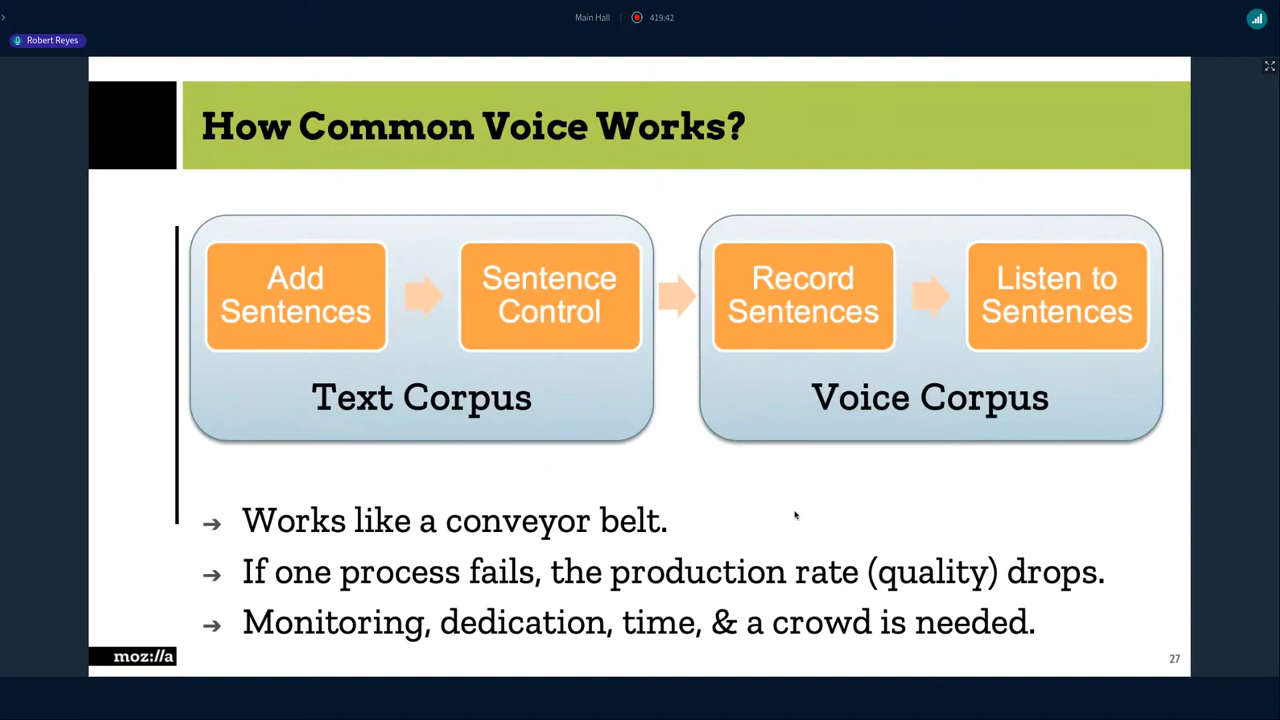 Main Hall
419:42
Robert Reyes
How Common Voice Works?
Add
Sentences
Sentence
Control
Text Corpus
Record
Sentences
Listen to
Sentences
Voice Corpus
➔ Works like a conveyor belt.
➔ If one process fails, the production rate (quality) drops.
➔ Monitoring, dedication, time, & a crowd is needed.
moz://a
27